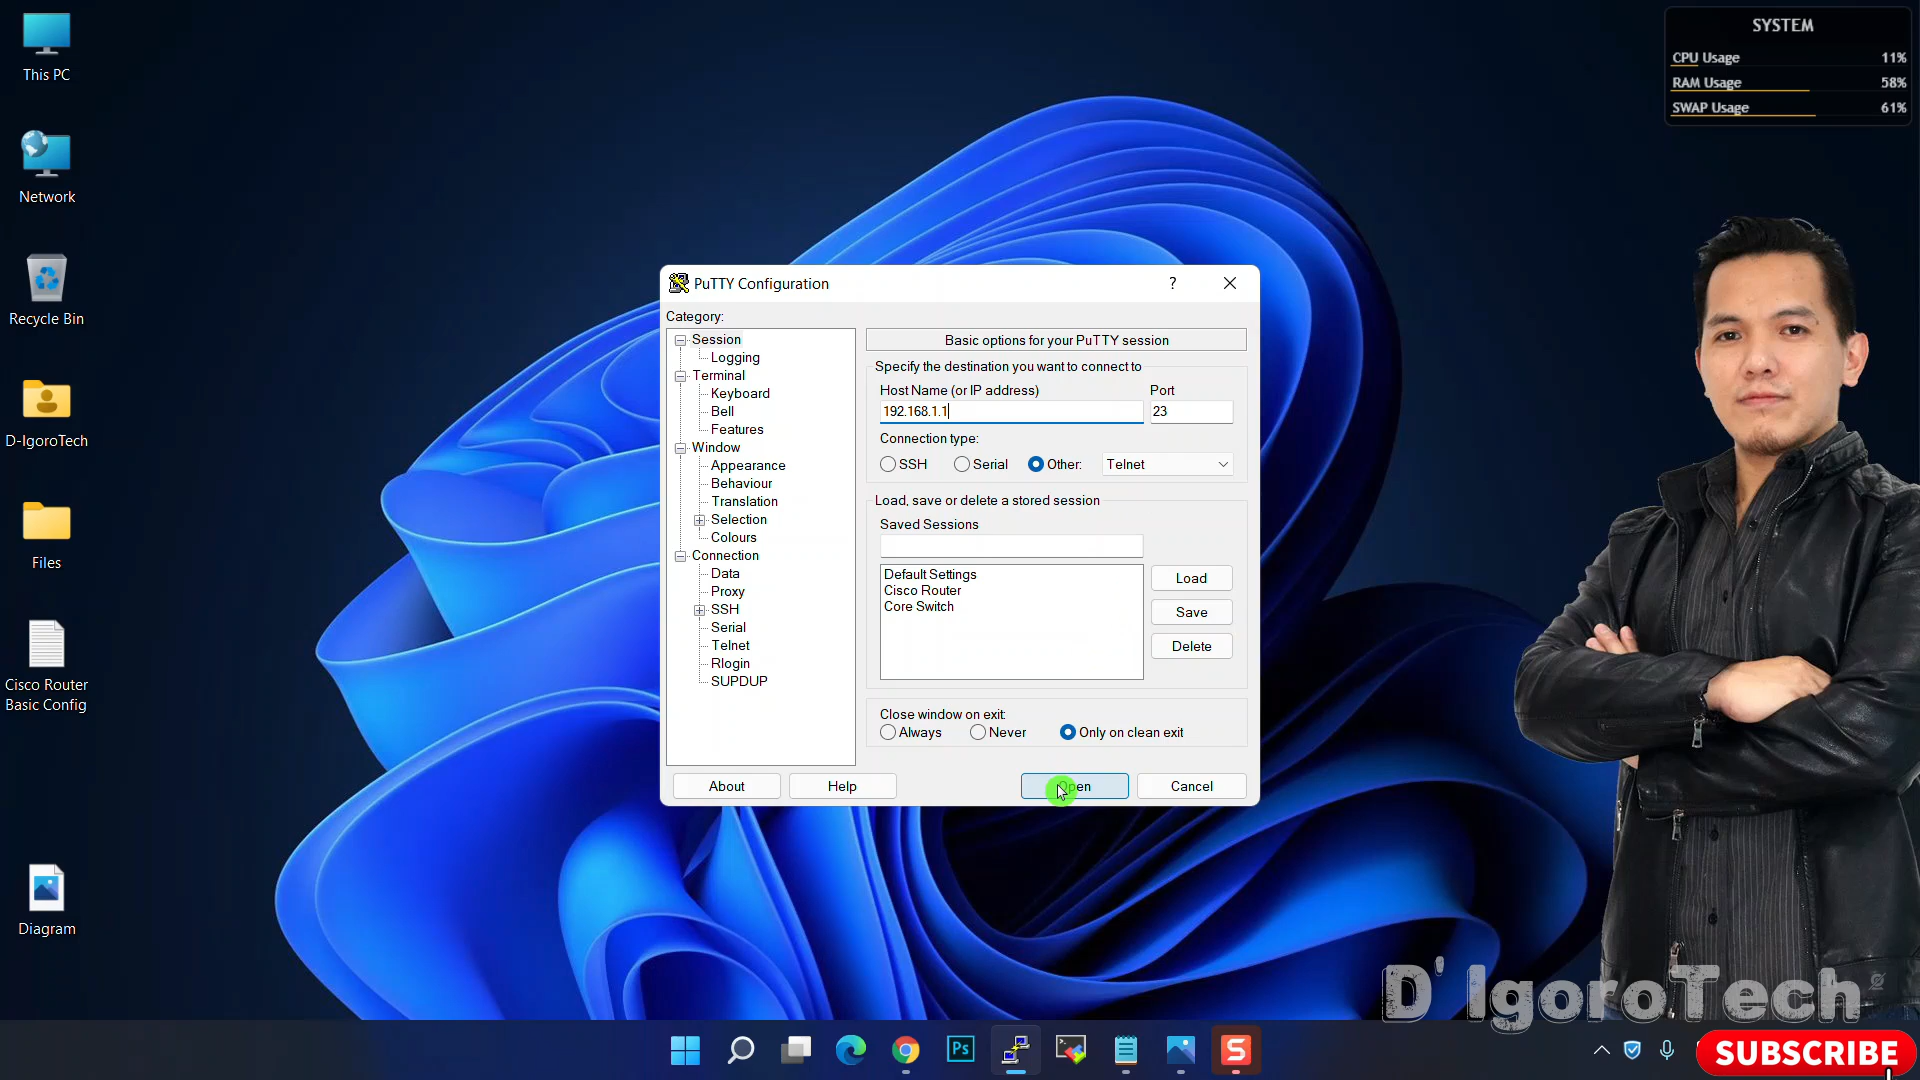 This PC
Network
Recycle Bin
D-IgoroTech
Files
Cisco Router
Basic Config
Diagram
SYSTEM
CPU Usage 11%
RAM Usage 58%
SWAP Usage 61%
PuTTY Configuration
?
Category:
Session
Logging
Terminal
Keyboard
Bell
Features
Window
Appearance
Behaviour
Translation
Selection
Colours
Connection
Data
Proxy
SSH
Serial
Telnet
Rlogin
SUPDUP
Basic options for your PuTTY session
Specify the destination you want to connect to
Host Name (or IP address) Port
192.168.1.1 23
Connection type:
SSH Serial Other: Telnet
Load, save or delete a stored session
Saved Sessions
Default Settings
Cisco Router
Core Switch
Load
Save
Delete
Close window on exit:
Always Never Only on clean exit
About Help Open Cancel
D'IgoroTech
Ps
S
SUBSCRIBE